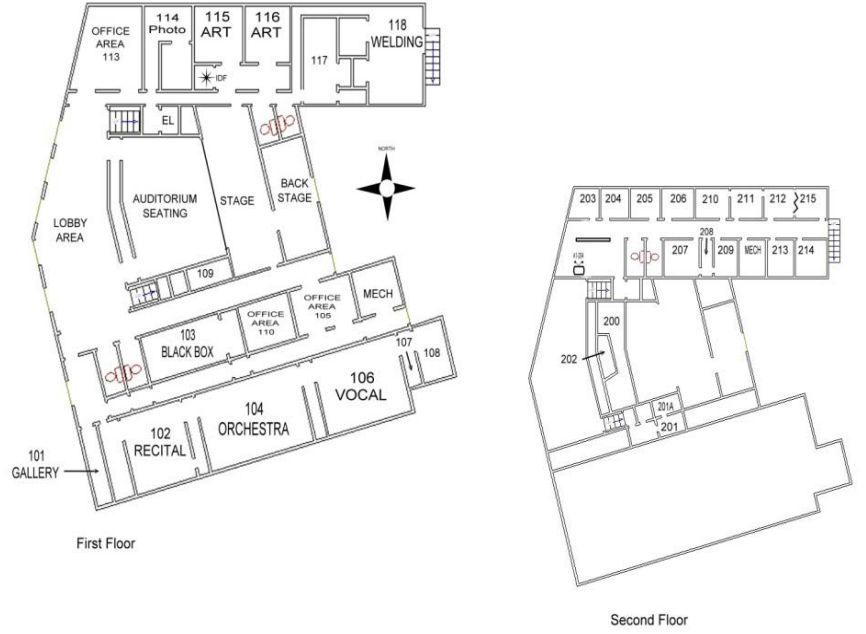 OFFICE
AREA
113
114
Photo
115
ART
116
ART
118
WELDING
117
IDF
EL
NORTH
LOBBY
AREA
AUDITORIUM
SEATING
STAGE
BACK
STAGE
109
MECH
OFFICE
AREA
105
OFFICE
AREA
110
103
BLACK BOX
107
108
106
VOCAL
104
ORCHESTRA
102
RECITAL
101
GALLERY
First Floor
203
204
205
206
210
211
212
215
208
207
209
MECH
213
214
200
202
201A
201
Second Floor